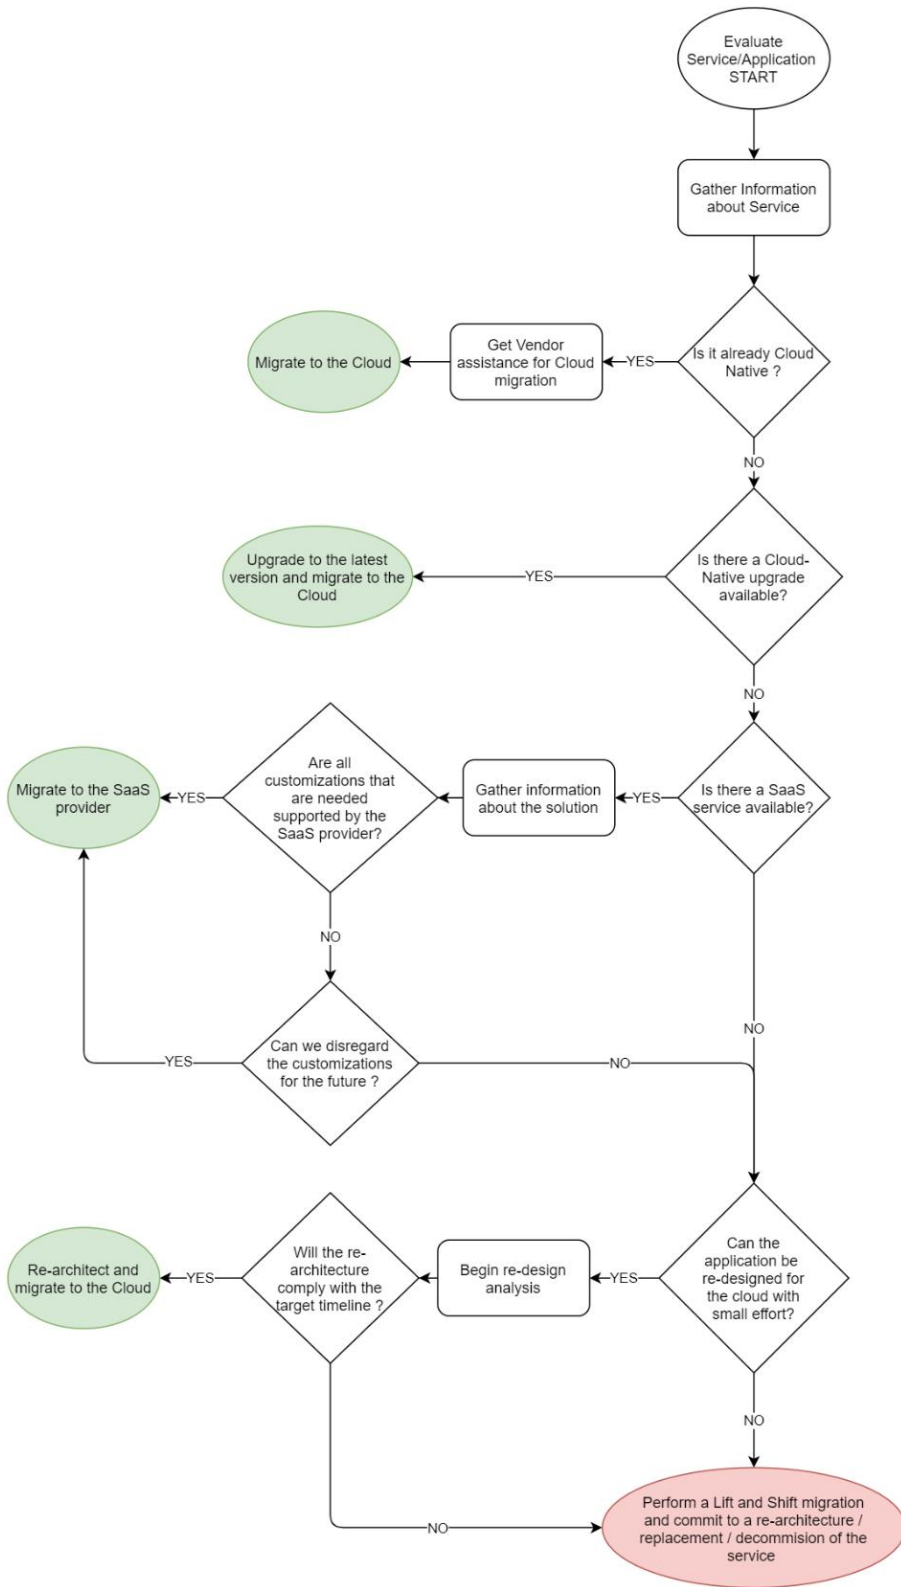 Evaluate
Service/Application
START
Gather Information
about Service
Is it already Cloud
Native ?
YES
Get Vendor
assistance for Cloud
migration
Migrate to the Cloud
NO
Is there a Cloud-
Native upgrade
available?
YES
Upgrade to the latest
version and migrate to the
Cloud
NO
Is there a SaaS
service available?
YES
Gather information
about the solution
Are all
customizations that
are needed
supported by the
SaaS provider?
YES
Migrate to the SaaS
provider
NO
Can we disregard
the customizations
for the future ?
YES
NO
NO
Can the
application be
re-designed for
the cloud with
small effort?
YES
Begin re-design
analysis
Will the re-
architecture
comply with the
target timeline ?
YES
Re-architect and
migrate to the Cloud
NO
NO
Perform a Lift and Shift migration
and commit to a re-architecture /
replacement / decommision of the
service